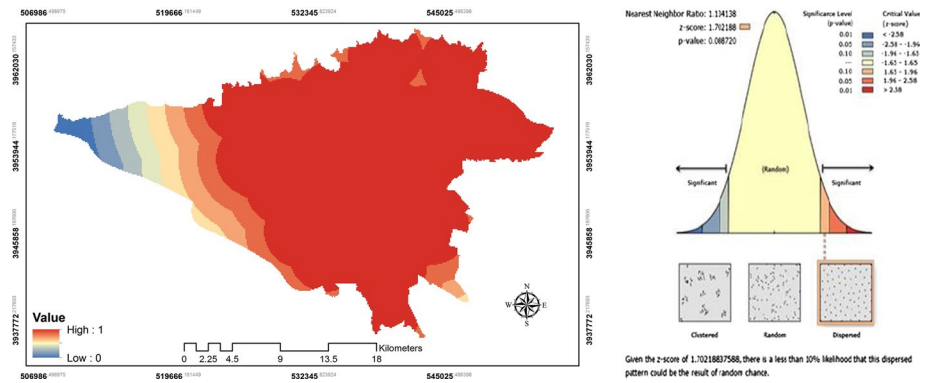 506986 519666 532345 545025
3962030
3953944
3945858
3937772
3962030
3953944
3945858
3937772
Value
High : 1
Low : 0
N
W E
S
Kilometers
0 2.25 4.5 9 13.5 18
506986 519666 532345 545025
Nearest Neighbor Ratio: 1.134138
z-score: 1.702188
p-value: 0.088720
Significance Level
(p-value)
Critical Value
(z-score)
0.01 < -2.58
0.05 -2.58 - -1.96
0.10 -1.96 - -1.65
--- -1.65 - 1.65
0.10 1.65 - 1.96
0.05 1.96 - 2.58
0.01 > 2.58
Significant (Random) Significant
Clustered Random Dispersed
Given the z-score of 1.70218837588, there is a less than 10% likelihood that this dispersed
pattern could be the result of random chance.